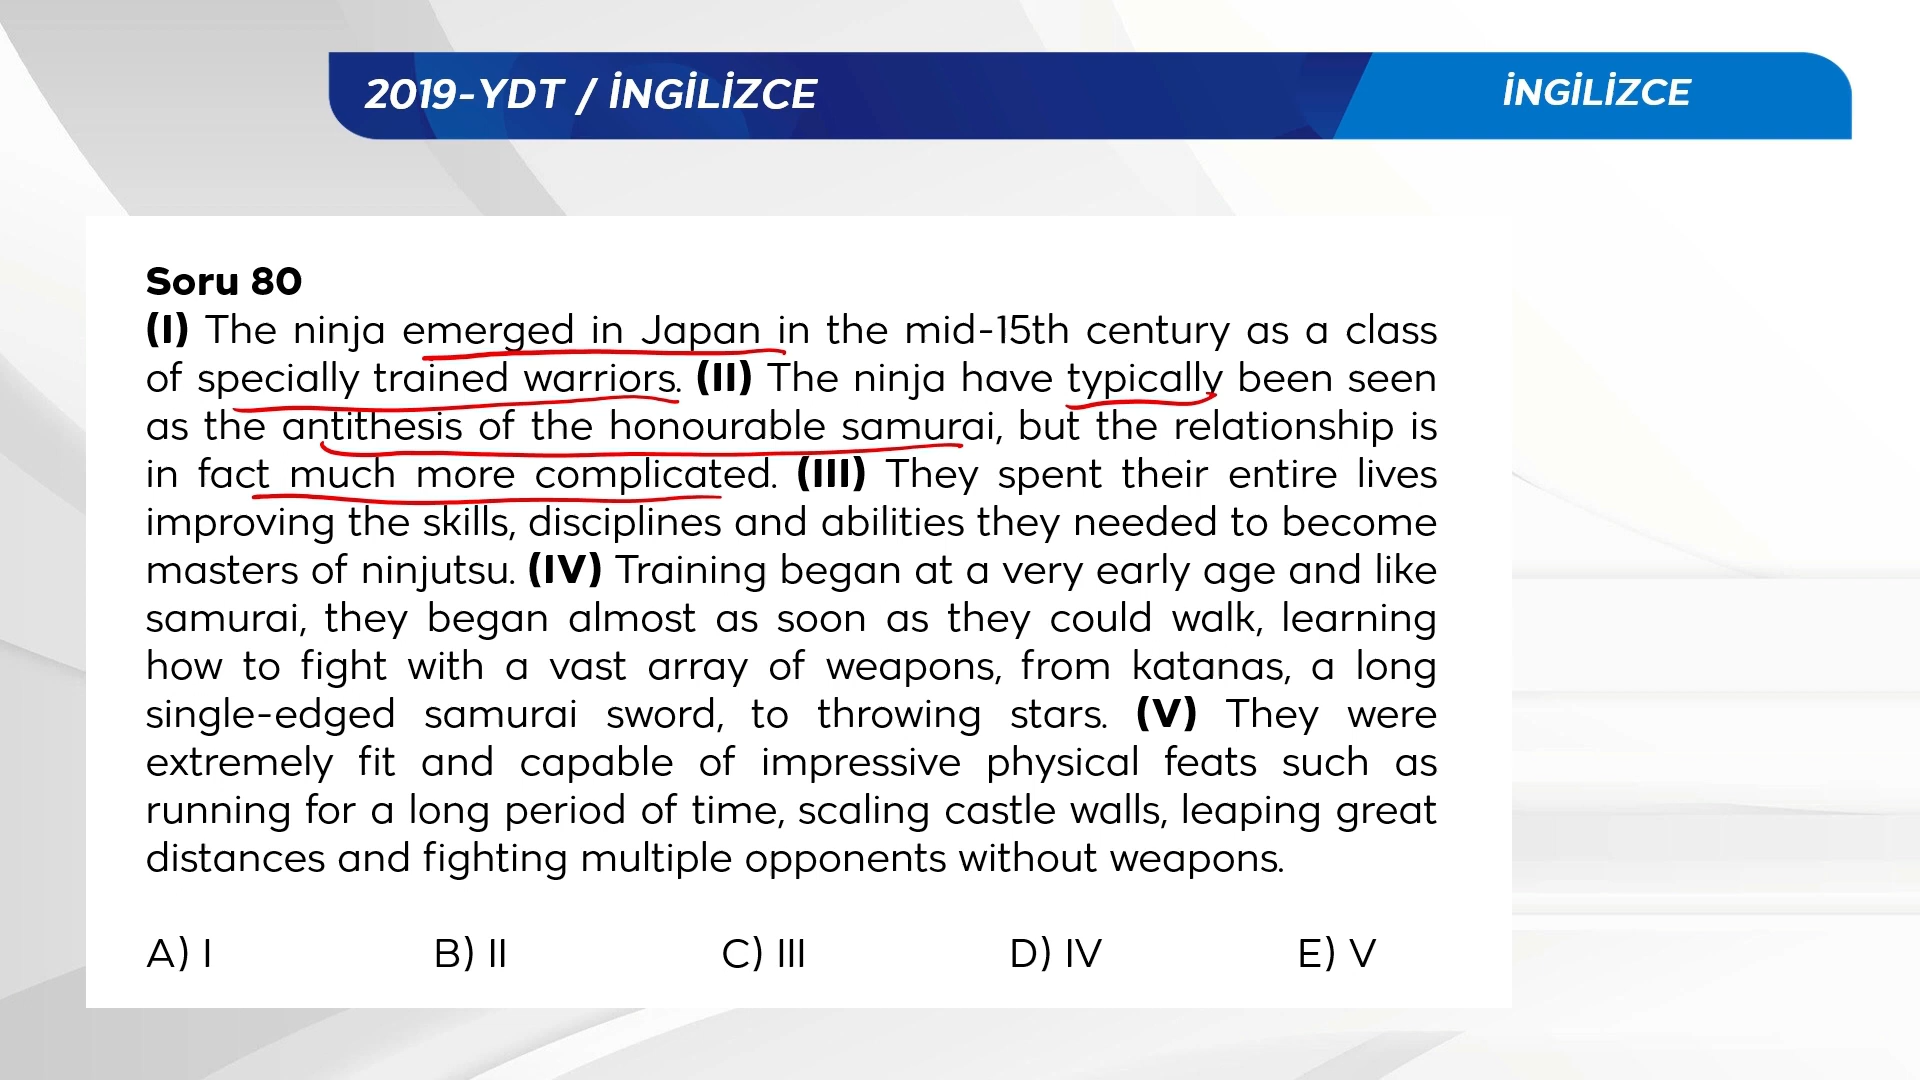 2019-YDT / İNGİLİZCE
İNGİLİZCE
Soru 80
(I) The ninja emerged in Japan in the mid-15th century as a class
of specially trained warriors. (II) The ninja have typically been seen
as the antithesis of the honourable samurai, but the relationship is
in fact much more complicated. (III) They spent their entire lives
improving the skills, disciplines and abilities they needed to become
masters of ninjutsu. (IV) Training began at a very early age and like
samurai, they began almost as soon as they could walk, learning
how to fight with a vast array of weapons, from katanas, a long
single-edged samurai sword, to throwing stars. (V) They were
extremely fit and capable of impressive physical feats such as
running for a long period of time, scaling castle walls, leaping great
distances and fighting multiple opponents without weapons.
A) I B) II C) III D) IV E) V